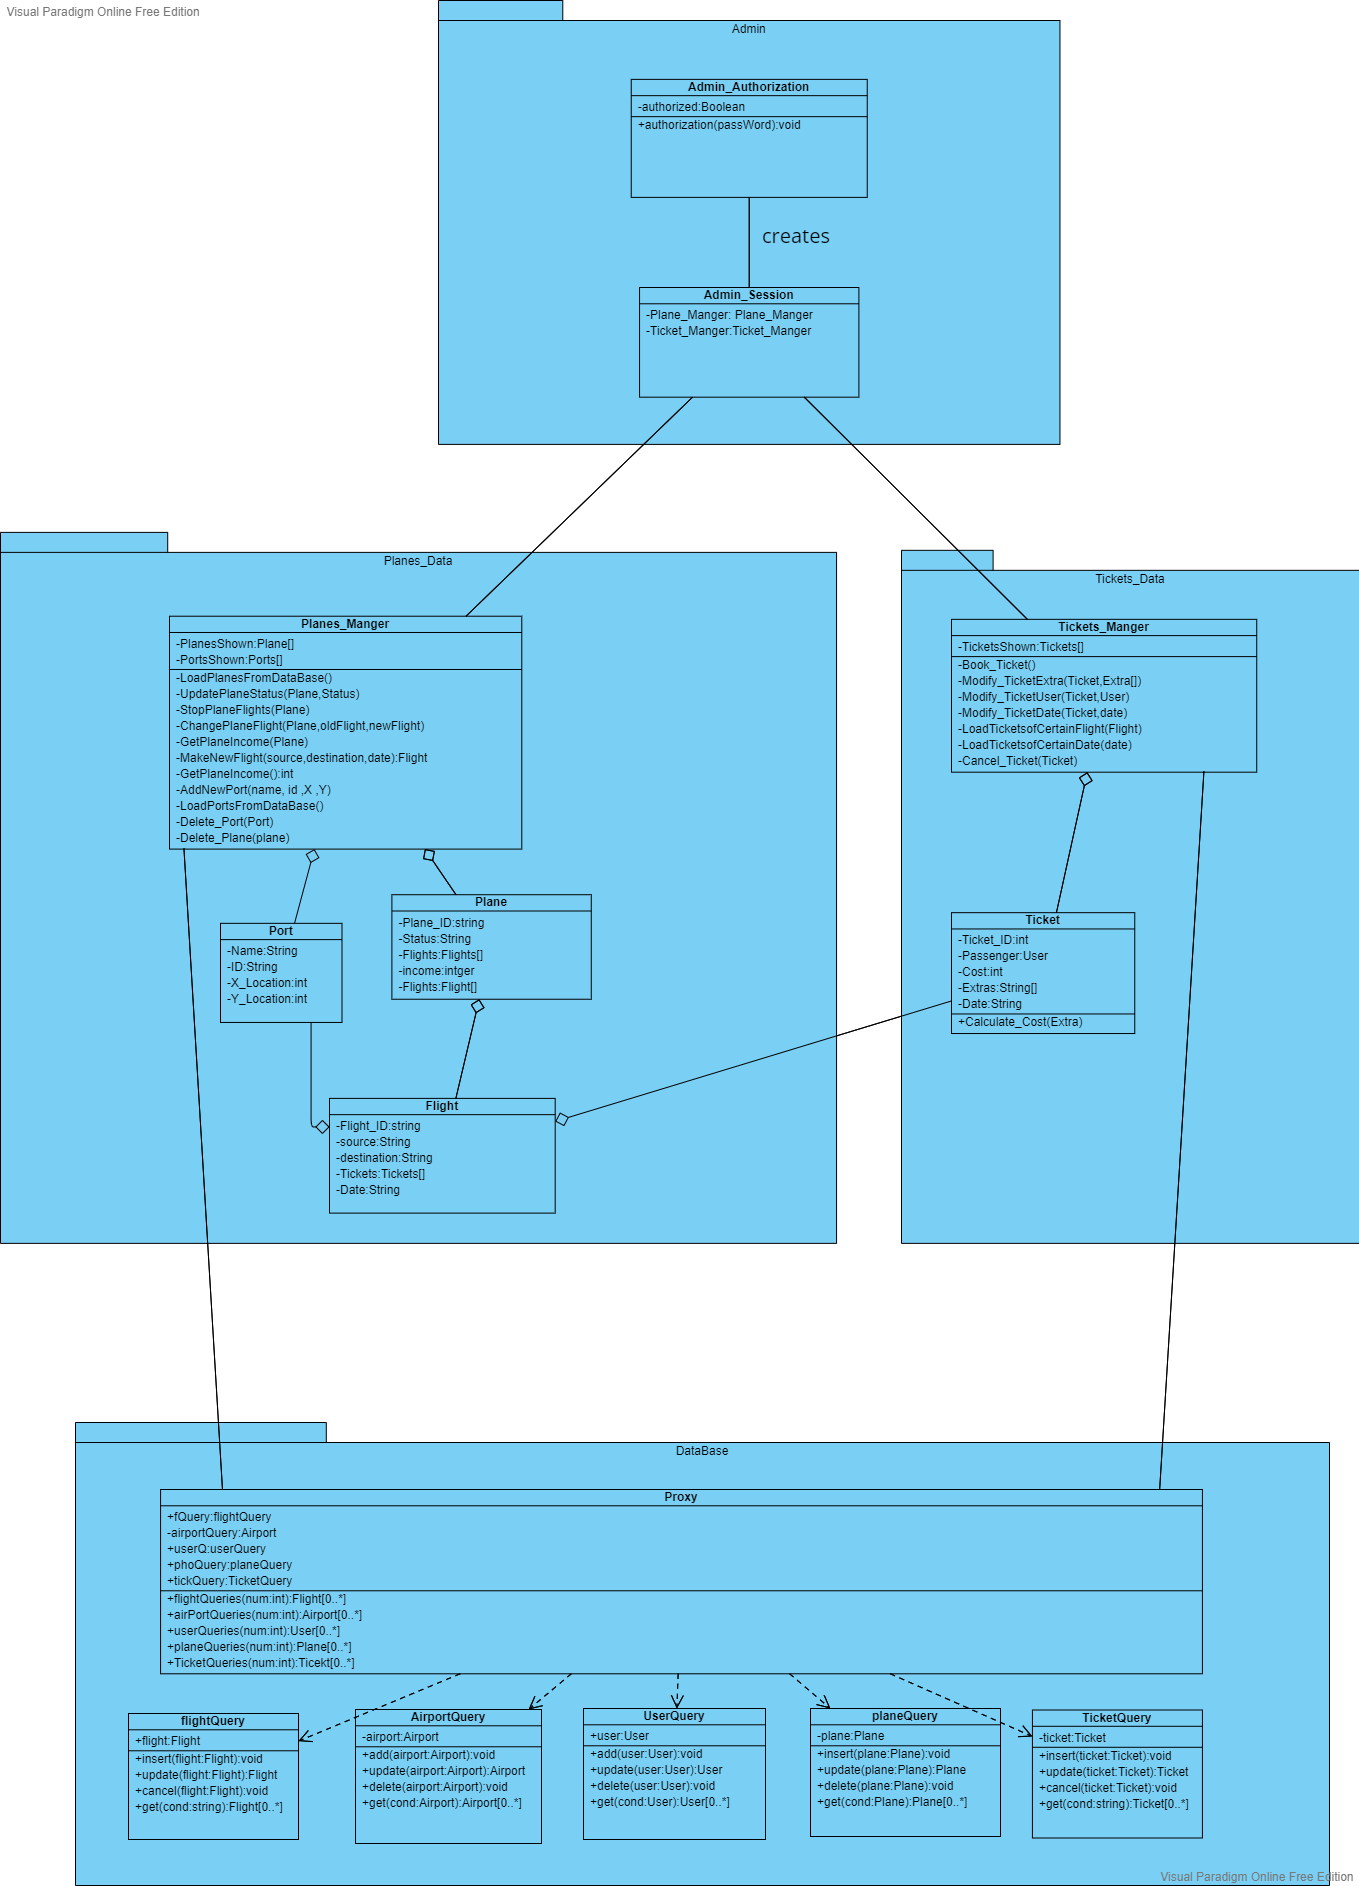 Visual Paradigm Online Free Edition
Admin
Admin_Authorization
-authorized:Boolean
+authorization(passWord):void
creates
Admin_Session
-Plane_Manger: Plane_Manger
-Ticket_Manger:Ticket_Manger
Planes_Data
Planes_Manger
-PlanesShown:Plane[]
-PortsShown:Ports[]
-LoadPlanesFromDataBase()
-UpdatePlaneStatus(Plane,Status)
-StopPlaneFlights(Plane)
-ChangePlaneFlight(Plane,oldFlight,newFlight)
-GetPlaneIncome(Plane)
-MakeNewFlight(source,destination,date):Flight
-GetPlaneIncome():int
-AddNewPort(name, id ,X ,Y)
-LoadPortsFromDataBase()
-Delete_Port(Port)
-Delete_Plane(plane)
Port
-Name:String
-ID:String
-X_Location:int
-Y_Location:int
Plane
-Plane_ID:string
-Status:String
-Flights:Flights[]
-income:intger
-Flights:Flight[]
Flight
-Flight_ID:string
-source:String
-destination:String
-Tickets:Tickets[]
-Date:String
Tickets_Data
Tickets_Manger
-TicketsShown:Tickets[]
-Book_Ticket()
-Modify_TicketExtra(Ticket,Extra[])
-Modify_TicketUser(Ticket,User)
-Modify_TicketDate(Ticket,date)
-LoadTicketsofCertainFlight(Flight)
-LoadTicketsofCertainDate(date)
-Cancel_Ticket(Ticket)
Ticket
-Ticket_ID:int
-Passenger:User
-Cost:int
-Extras:String[]
-Date:String
+Calculate_Cost(Extra)
DataBase
Proxy
+fQuery:flightQuery
-airportQuery:Airport
+userQ:userQuery
+phoQuery:planeQuery
+tickQuery:TicketQuery
+flightQueries(num:int):Flight[0..*]
+airPortQueries(num:int):Airport[0..*]
+userQueries(num:int):User[0..*]
+planeQueries(num:int):Plane[0..*]
+TicketQueries(num:int):Ticekt[0..*]
flightQuery
+flight:Flight
+insert(flight:Flight):void
+update(flight:Flight):Flight
+cancel(flight:Flight):void
+get(cond:string):Flight[0..*]
AirportQuery
-airport:Airport
+add(airport:Airport):void
+update(airport:Airport):Airport
+delete(airport:Airport):void
+get(cond:Airport):Airport[0..*]
UserQuery
+user:User
+add(user:User):void
+update(user:User):User
+delete(user:User):void
+get(cond:User):User[0..*]
planeQuery
-plane:Plane
+insert(plane:Plane):void
+update(plane:Plane):Plane
+delete(plane:Plane):void
+get(cond:Plane):Plane[0..*]
TicketQuery
-ticket:Ticket
+insert(ticket:Ticket):void
+update(ticket:Ticket):Ticket
+cancel(ticket:Ticket):void
+get(cond:string):Ticket[0..*]
Visual Paradigm Online Free Edition